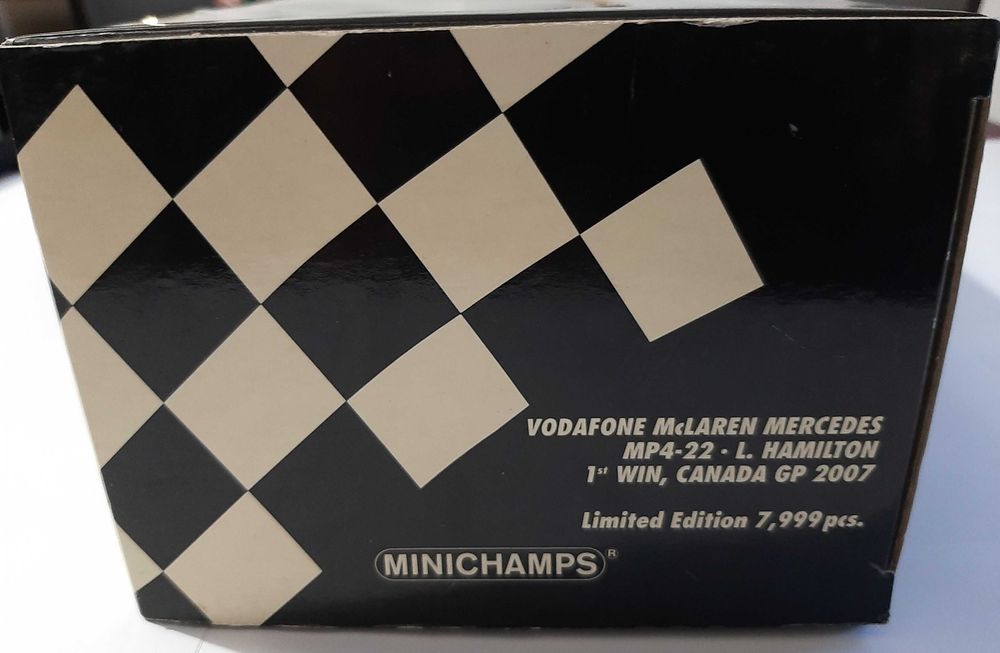 VODAFONE McLAREN MERCEDES
MP4-22 • L. HAMILTON
1st WIN, CANADA GP 2007
Limited Edition 7,999 pcs.
MINICHAMPS®